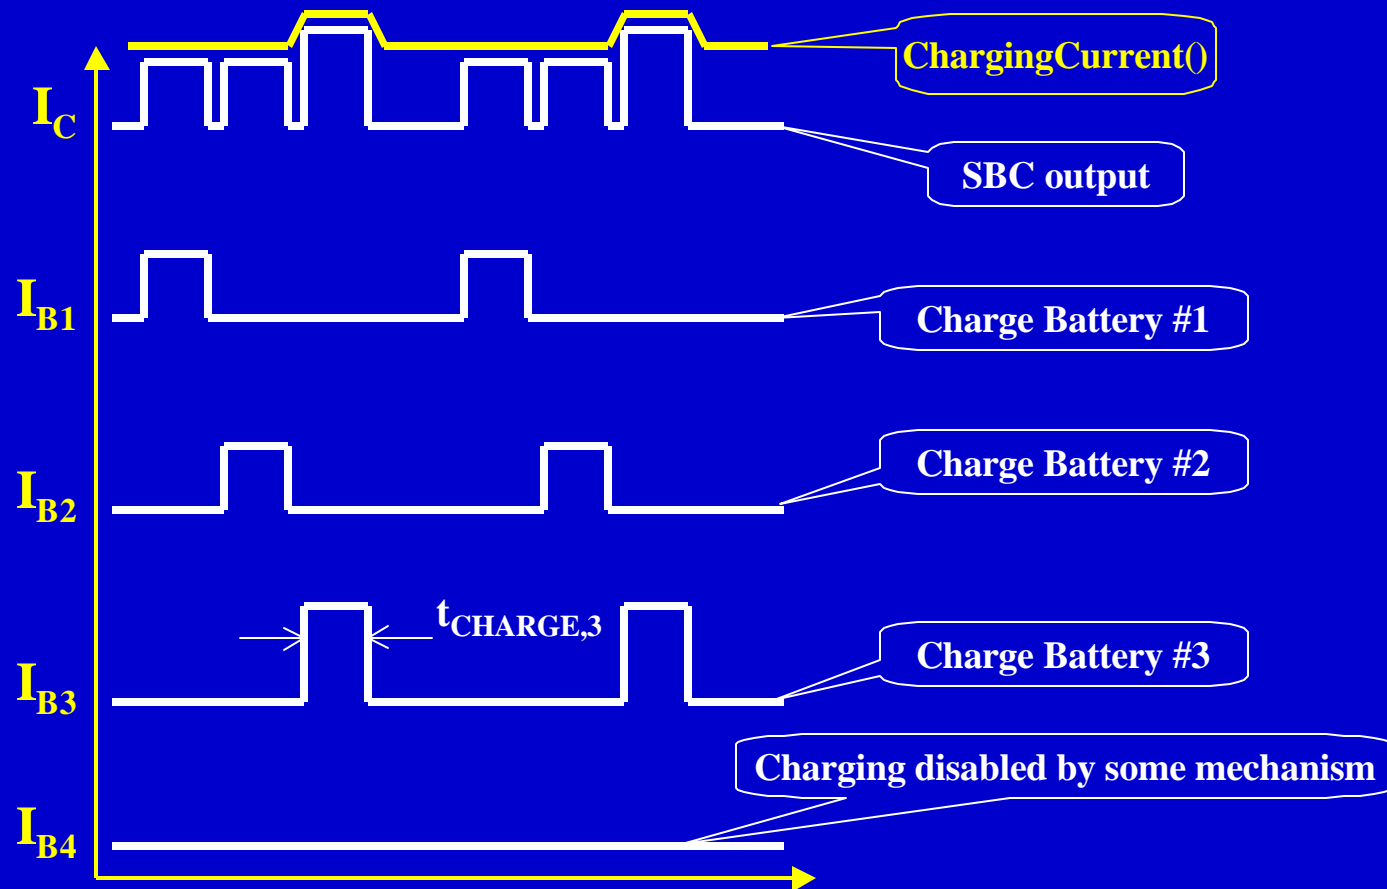 ChargingCurrent()
I_C
SBC output
I_B1
Charge Battery #1
I_B2
Charge Battery #2
t_CHARGE,3
I_B3
Charge Battery #3
Charging disabled by some mechanism
I_B4